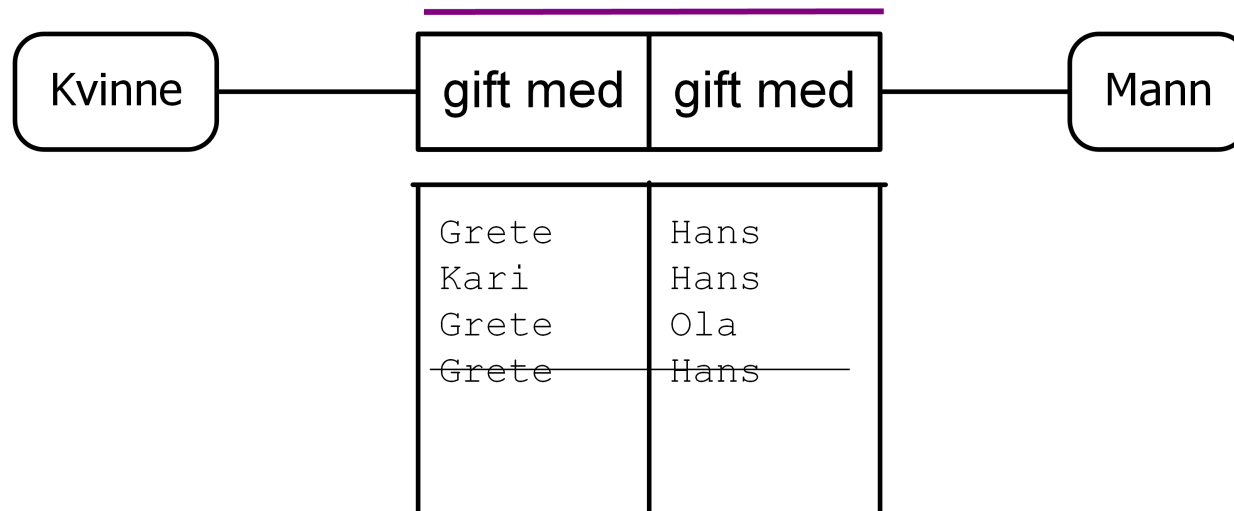 Kvinne gift med gift med Mann
Grete Hans
Kari Hans
Grete Ola
Grete Hans